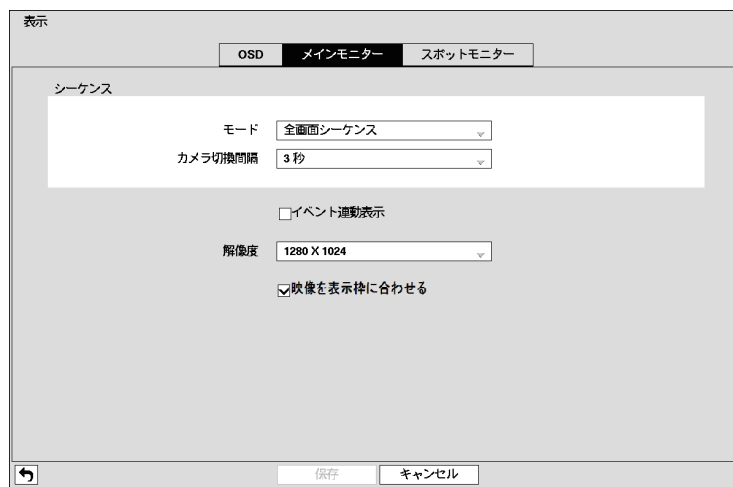 表示
OSD メインモニター スポットモニター
シーケンス
モード 全画面シーケンス
カメラ切換間隔 3 秒
イベント連動表示
解像度 1280 X 1024
映像を表示枠に合わせる
保存 キャンセル